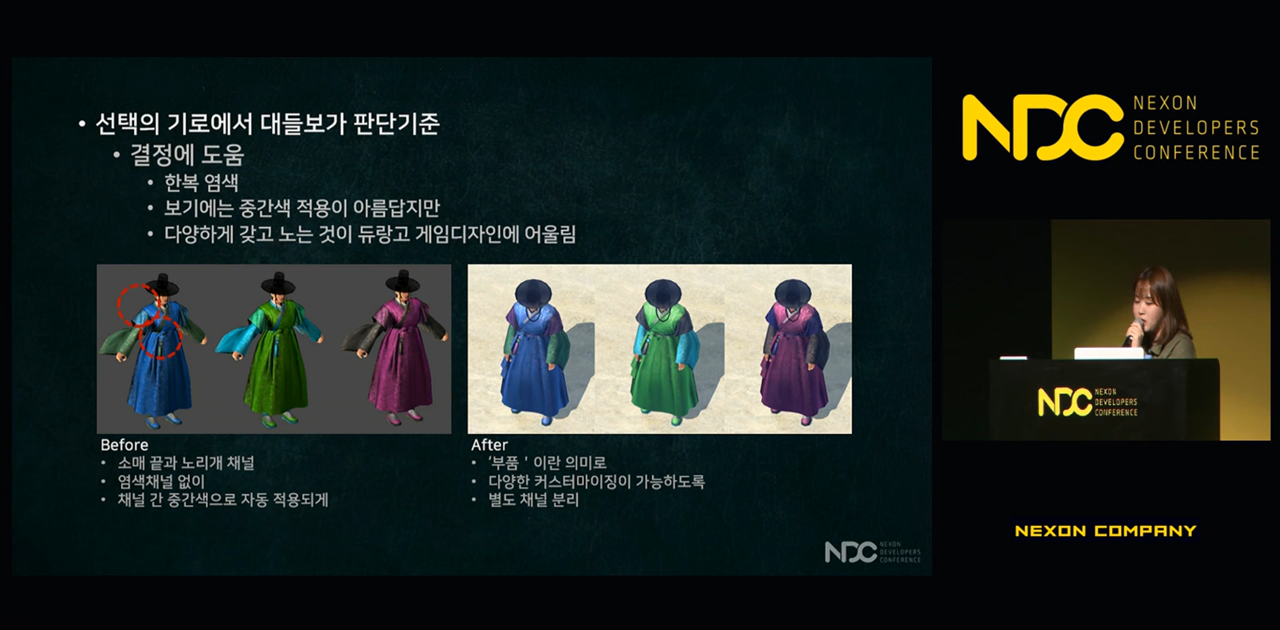 • 선택의 기로에서 대들보가 판단기준
• 결정에 도움
• 한복 염색
• 보기에는 중간색 적용이 아름답지만
• 다양하게 갖고 노는 것이 듀랑고 게임디자인에 어울림
Before
• 소매 끝과 노리개 채널
• 염색채널 없이
• 채널 간 중간색으로 자동 적용되게
After
• '부품 ' 이란 의미로
• 다양한 커스터마이징이 가능하도록
• 별도 채널 분리
NDC NEXON
DEVELOPERS
CONFERENCE
NDC NEXON
DEVELOPERS
CONFERENCE
NDC NEXON
DEVELOPERS
CONFERENCE
NEXON COMPANY